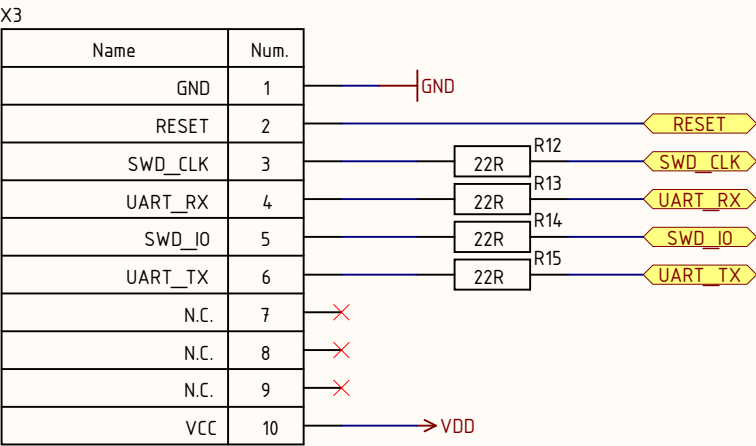 X3
Name Num.
GND 1 GND
RESET 2 RESET
R12
SWD_CLK 3 22R SWD_CLK
R13
UART_RX 4 22R UART_RX
R14
SWD_IO 5 22R SWD_IO
R15
UART_TX 6 22R UART_TX
N.C. 7
N.C. 8
N.C. 9
VCC 10 VDD